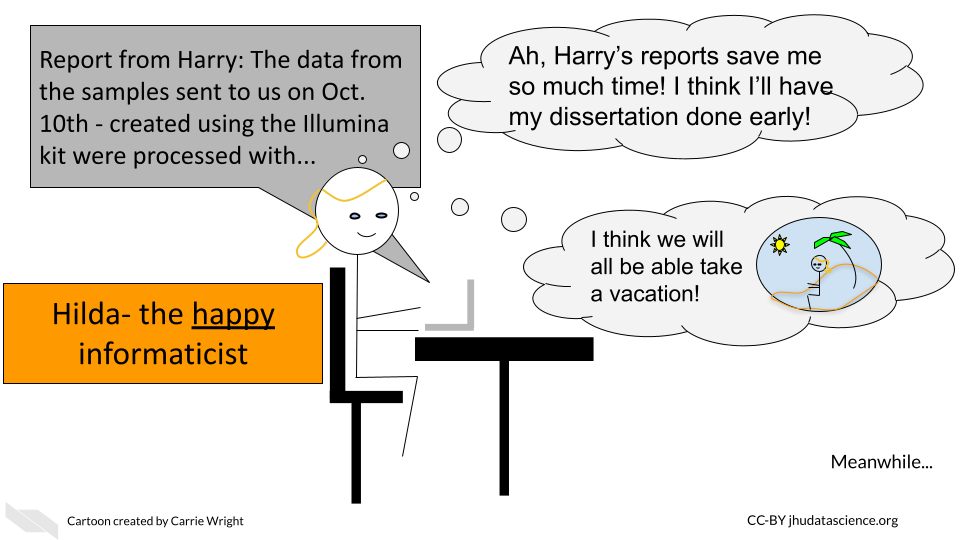 Report from Harry: The data from
the samples sent to us on Oct.
10th - created using the Illumina
kit were processed with...
Ah, Harry’s reports save me
so much time! I think I’ll have
my dissertation done early!
I think we will
all be able take
a vacation!
Hilda- the happy
informaticist
Meanwhile...
Cartoon created by Carrie Wright
CC-BY jhudatascience.org